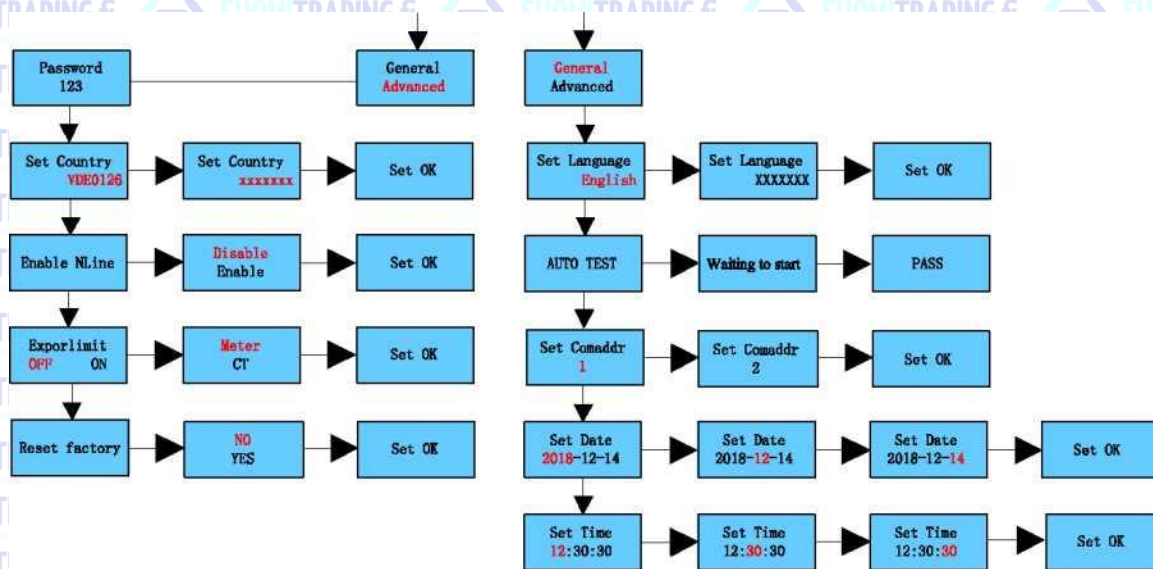 Password
123
General
Advanced
Set Country
VDE0126
Set Country
xxxxxxx
Set OK
Enable NLine
Disable
Enable
Set OK
Exporlimit
OFF ON
Meter
CT
Set OK
Reset factory
NO
YES
Set OK
General
Advanced
Set Language
English
Set Language
XXXXXXX
Set OK
AUTO TEST
Waiting to start
PASS
Set Comaddr
1
Set Comaddr
2
Set OK
Set Date
2018-12-14
Set Date
2018-12-14
Set Date
2018-12-14
Set OK
Set Time
12:30:30
Set Time
12:30:30
Set Time
12:30:30
Set OK